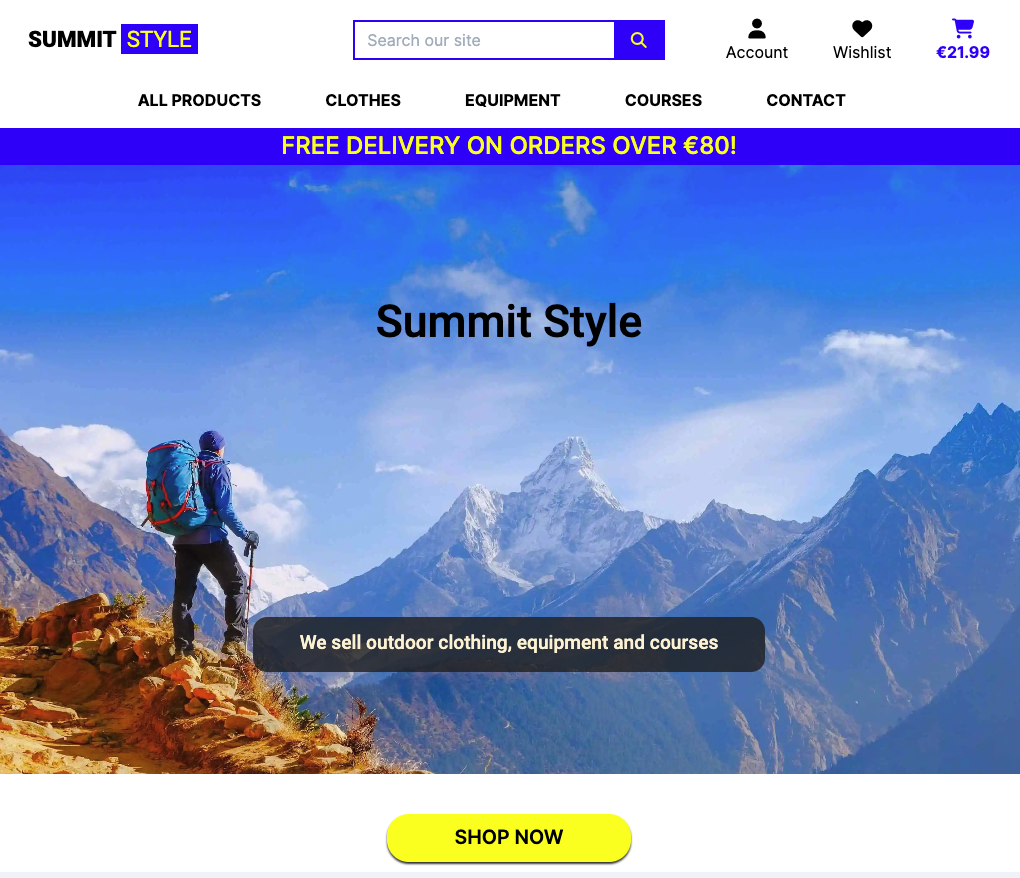 SUMMIT STYLE
Search our site
Account
Wishlist
€21.99
ALL PRODUCTS
CLOTHES
EQUIPMENT
COURSES
CONTACT
FREE DELIVERY ON ORDERS OVER €80!
Summit Style
We sell outdoor clothing, equipment and courses
SHOP NOW